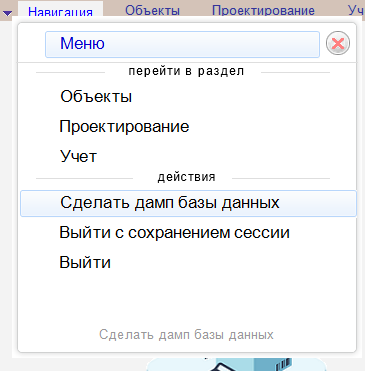 Навигация Объекты Проектирование
Меню
перейти в раздел
Объекты
Проектирование
Учет
действия
Сделать дамп базы данных
Выйти с сохранением сессии
Выйти
Сделать дамп базы данных